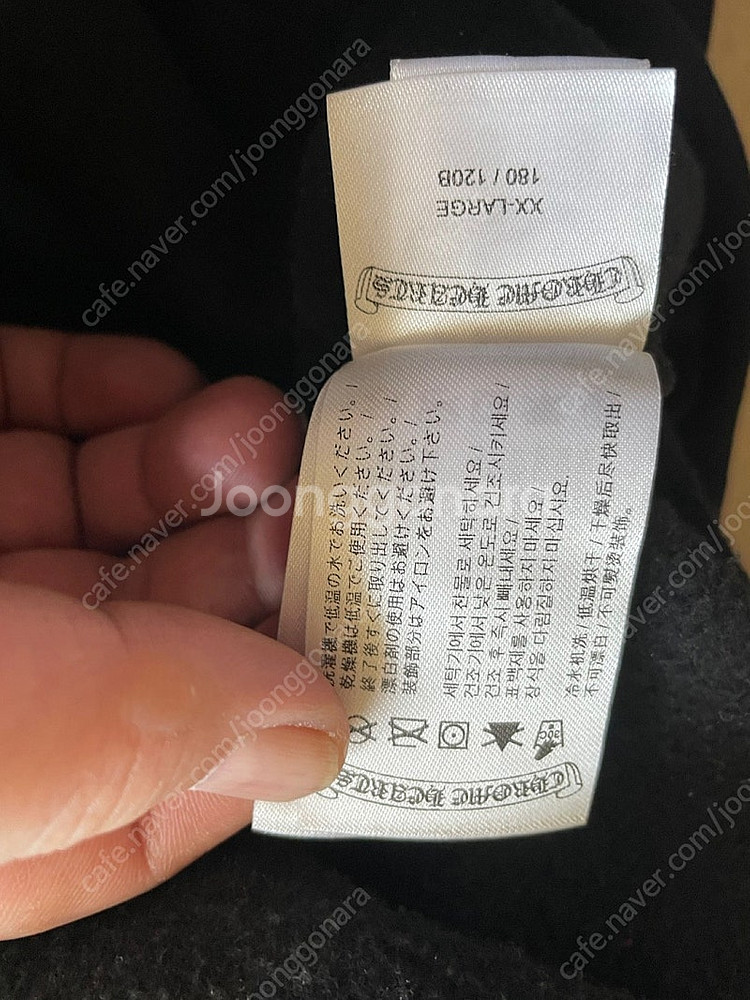 XX-LARGE
180 / 120B
CHROME HEARTS
洗濯機で低温の水でお洗いください。/
乾燥機は低温でご使用ください。/
終了後すぐに取り出してください。/
漂白剤の使用はお避けください。/
装飾部分はアイロンをお避け下さい。
세탁기에서 찬물로 세탁하세요 /
건조기에서 낮은 온도로 건조시키세요 /
건조 후 즉시 빼내세요 /
표백제를 사용하지 마세요 /
장식을 다림질하지 마십시요.
冷水机洗 / 低温烘干 / 干燥后尽快取出 /
不可漂白 / 不可熨烫装饰。
30C
CHROME HEARTS
Joonggonara
cafe.naver.com/joonggonara